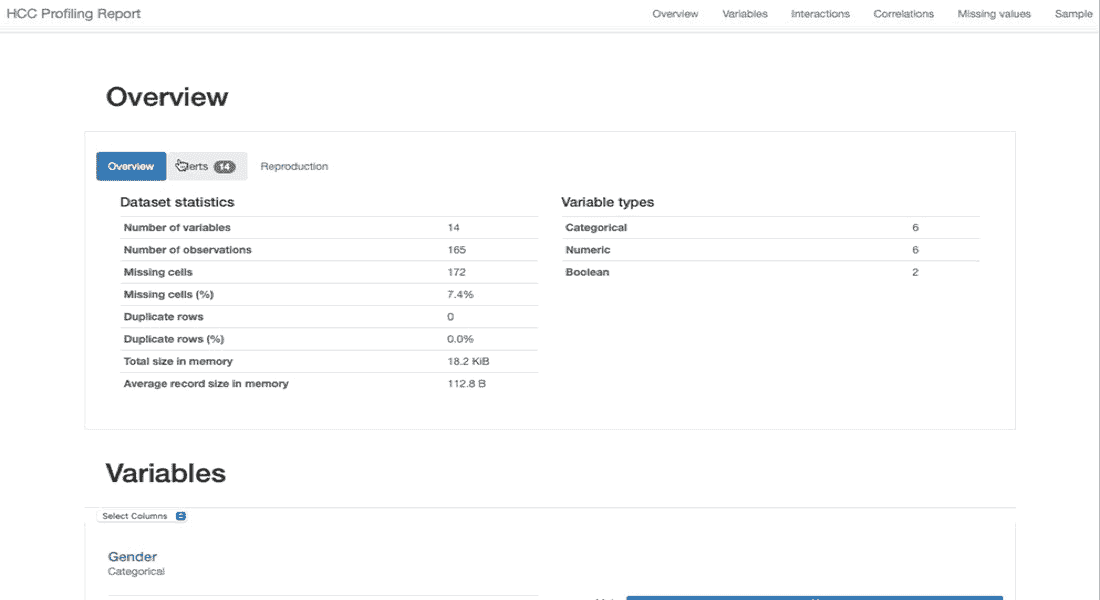 HCC Profiling Report
Overview Variables Interactions Correlations Missing values Sample
Overview
Overview erts 14 Reproduction
Dataset statistics
Number of variables 14
Number of observations 165
Missing cells 172
Missing cells (%) 7.4%
Duplicate rows 0
Duplicate rows (%) 0.0%
Total size in memory 18.2 KiB
Average record size in memory 112.8 B
Variable types
Categorical 6
Numeric 6
Boolean 2
Variables
Select Columns
Gender
Categorical